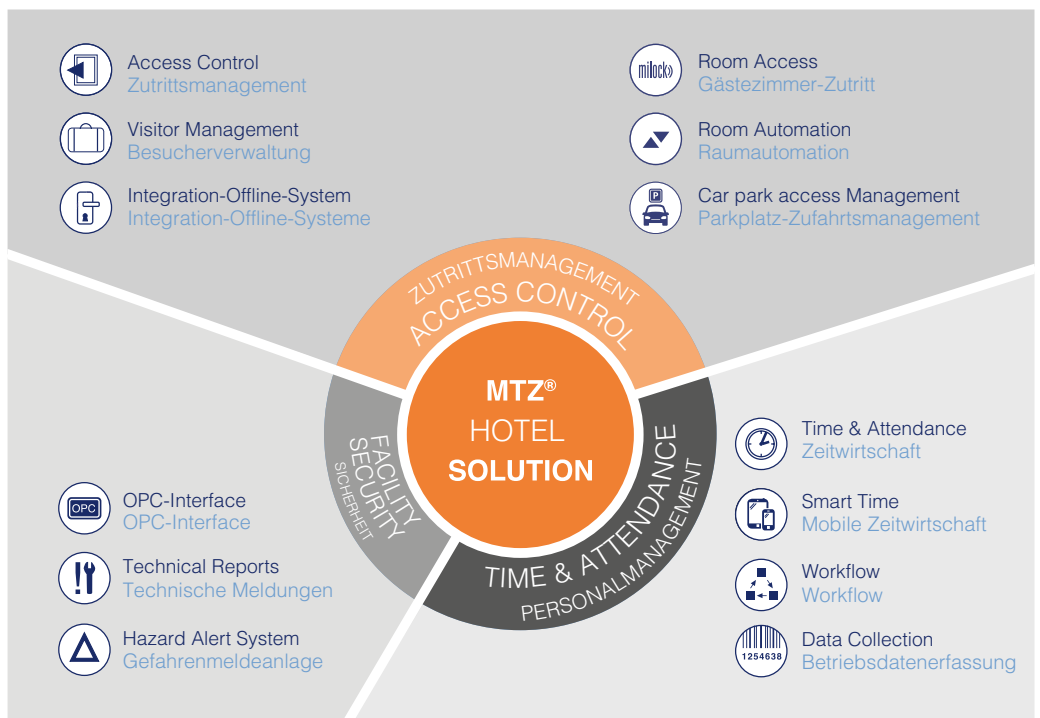 Access Control
Zutrittsmanagement
Visitor Management
Besucherverwaltung
Integration-Offline-System
Integration-Offline-Systeme
milock
Room Access
Gästezimmer-Zutritt
Room Automation
Raumautomation
P
Car park access Management
Parkplatz-Zufahrtsmanagement
ZUTRITTSMANAGEMENT
ACCESS CONTROL
MTZ®
HOTEL
SOLUTION
FACILITY
SECURITY
SICHERHEIT
TIME & ATTENDANCE
PERSONALMANAGEMENT
OPC
OPC-Interface
OPC-Interface
Technical Reports
Technische Meldungen
Hazard Alert System
Gefahrenmeldeanlage
Time & Attendance
Zeitwirtschaft
Smart Time
Mobile Zeitwirtschaft
Workflow
Workflow
1254638
Data Collection
Betriebsdatenerfassung